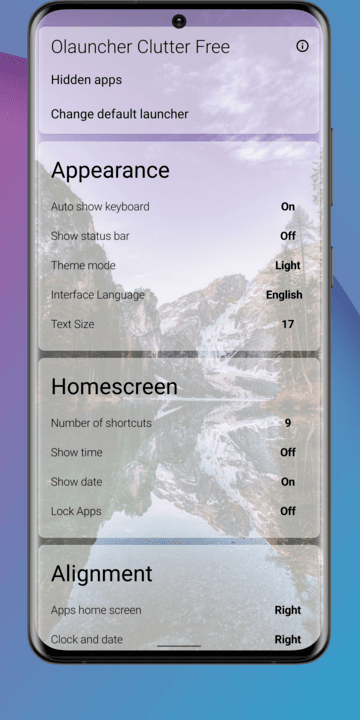 Olauncher Clutter Free
Hidden apps
Change default launcher
Appearance
Auto show keyboard On
Show status bar Off
Theme mode Light
Interface Language English
Text Size 17
Homescreen
Number of shortcuts 9
Show time Off
Show date On
Lock Apps Off
Alignment
Apps home screen Right
Clock and date Right